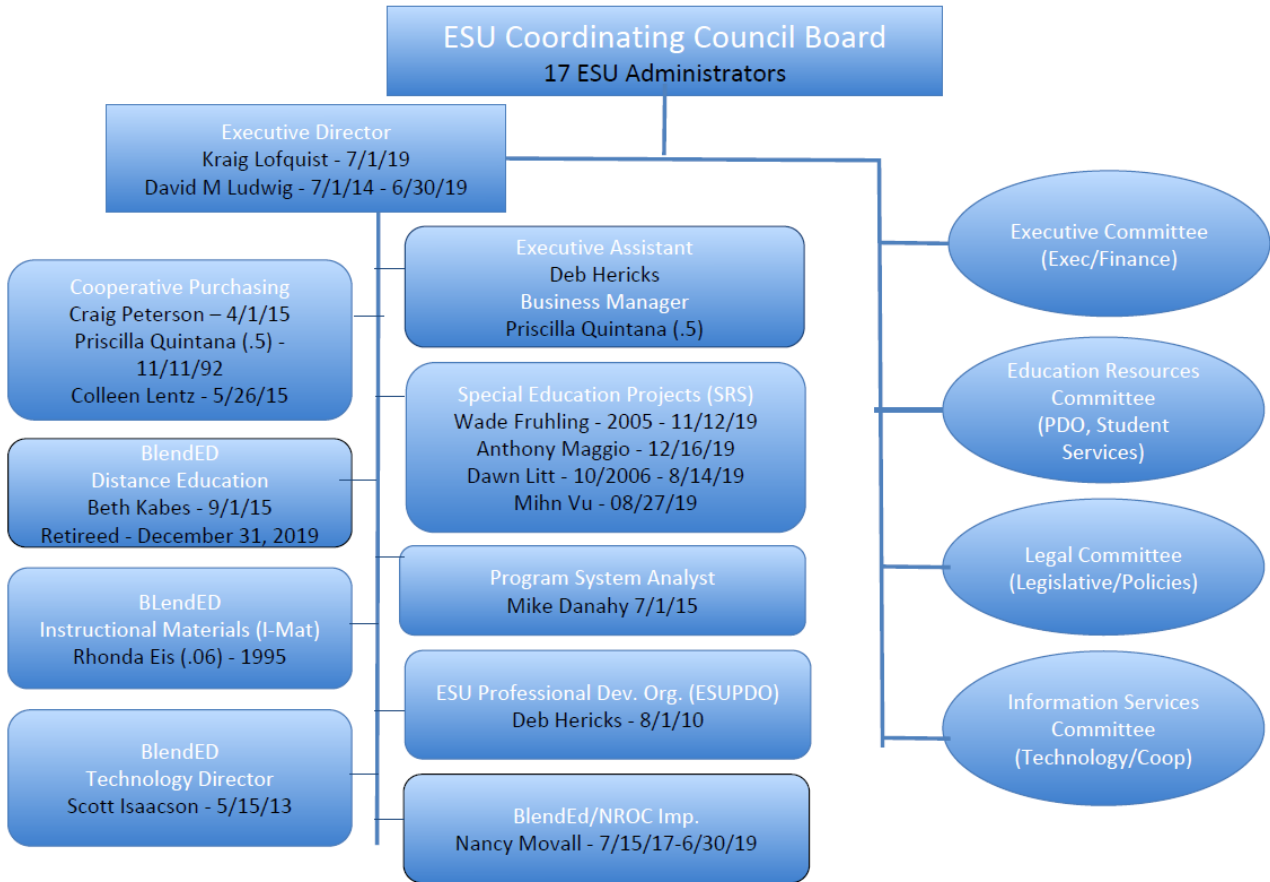 ESU Coordinating Council Board
17 ESU Administrators
Executive Director
Kraig Lofquist - 7/1/19
David M Ludwig - 7/1/14 - 6/30/19
Executive Assistant
Deb Hericks
Business Manager
Priscilla Quintana (.5)
Cooperative Purchasing
Craig Peterson – 4/1/15
Priscilla Quintana (.5) -
11/11/92
Colleen Lentz - 5/26/15
Special Education Projects (SRS)
Wade Fruhling - 2005 - 11/12/19
Anthony Maggio - 12/16/19
Dawn Litt - 10/2006 - 8/14/19
Mihn Vu - 08/27/19
BlendED
Distance Education
Beth Kabes - 9/1/15
Retireed - December 31, 2019
Program System Analyst
Mike Danahy 7/1/15
BLendED
Instructional Materials (I-Mat)
Rhonda Eis (.06) - 1995
ESU Professional Dev. Org. (ESUPDO)
Deb Hericks - 8/1/10
BlendED
Technology Director
Scott Isaacson - 5/15/13
BlendEd/NROC Imp.
Nancy Movall - 7/15/17-6/30/19
Executive Committee
(Exec/Finance)
Education Resources
Committee
(PDO, Student
Services)
Legal Committee
(Legislative/Policies)
Information Services
Committee
(Technology/Coop)